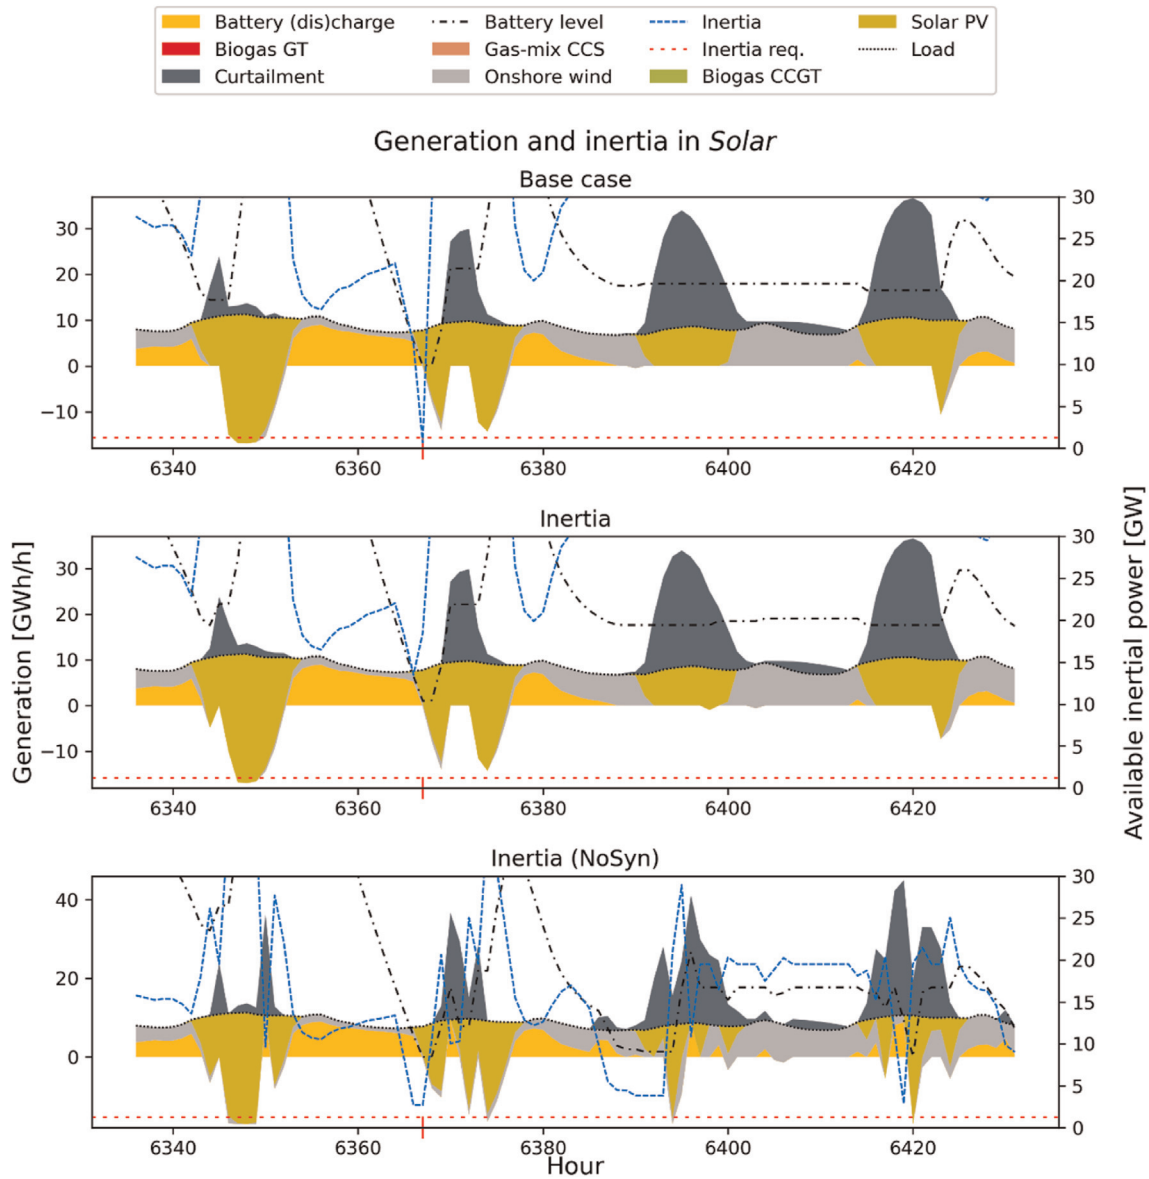 Battery (dis)charge Battery level Inertia Solar PV
Biogas GT Gas-mix CCS Inertia req. Load
Curtailment Onshore wind Biogas CCGT
Generation and inertia in Solar
Base case
30
20
10
0
−10
30
25
20
15
10
5
0
6340 6360 6380 6400 6420
Inertia
30
20
10
0
−10
30
25
20
15
10
5
0
6340 6360 6380 6400 6420
Generation [GWh/h]
Available inertial power [GW]
Inertia (NoSyn)
40
20
0
30
25
20
15
10
5
0
6340 6360 6380 6400 6420
Hour